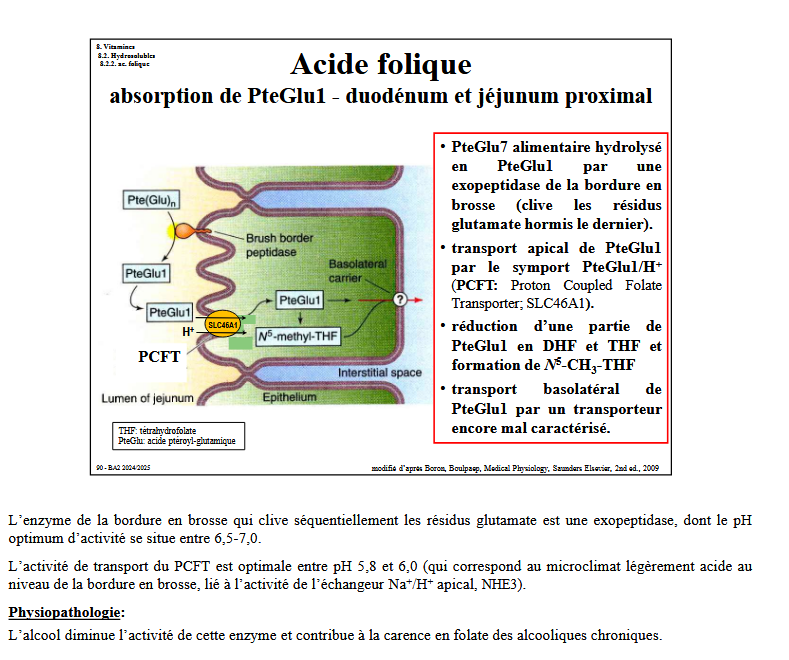 8. Vitamines
8.2. Hydrosolubles
8.2.2. ac. folique
Acide folique
absorption de PteGlu1 - duodénum et jéjunum proximal
Pte(Glu)n
Brush border
peptidase
PteGlu1
PteGlu1
H+
SLC46A1
PCFT
PteGlu1
N5-methyl-THF
Basolateral
carrier
?
Interstitial space
Lumen of jejunum
Epithelium
• PteGlu7 alimentaire hydrolysé
en PteGlu1 par une
exopeptidase de la bordure en
brosse (clive les résidus
glutamate hormis le dernier).
• transport apical de PteGlu1
par le symport PteGlu1/H+
(PCFT: Proton Coupled Folate
Transporter; SLC46A1).
• réduction d'une partie de
PteGlu1 en DHF et THF et
formation de N5-CH3-THF
• transport basolatéral de
PteGlu1 par un transporteur
encore mal caractérisé.
THF: tétrahydrofolate
PteGlu: acide ptéroyl-glutamique
90 - BA2 2024/2025
modifié d'après Boron, Boulpaep, Medical Physiology, Saunders Elsevier, 2nd ed., 2009
L'enzyme de la bordure en brosse qui clive séquentiellement les résidus glutamate est une exopeptidase, dont le pH
optimum d'activité se situe entre 6,5-7,0.
L'activité de transport du PCFT est optimale entre pH 5,8 et 6,0 (qui correspond au microclimat légèrement acide au
niveau de la bordure en brosse, lié à l'activité de l'échangeur Na+/H+ apical, NHE3).
Physiopathologie:
L'alcool diminue l'activité de cette enzyme et contribue à la carence en folate des alcooliques chroniques.